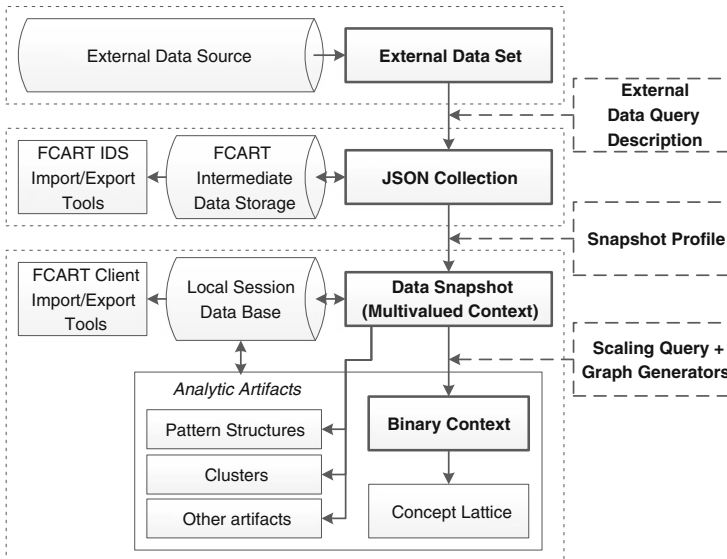 External Data Source
External Data Set
External
Data Query
Description
FCART IDS
Import/Export
Tools
FCART
Intermediate
Data Storage
JSON Collection
Snapshot Profile
FCART Client
Import/Export
Tools
Local Session
Data Base
Data Snapshot
(Multivalued Context)
Scaling Query +
Graph Generators
Analytic Artifacts
Pattern Structures
Binary Context
Clusters
Other artifacts
Concept Lattice